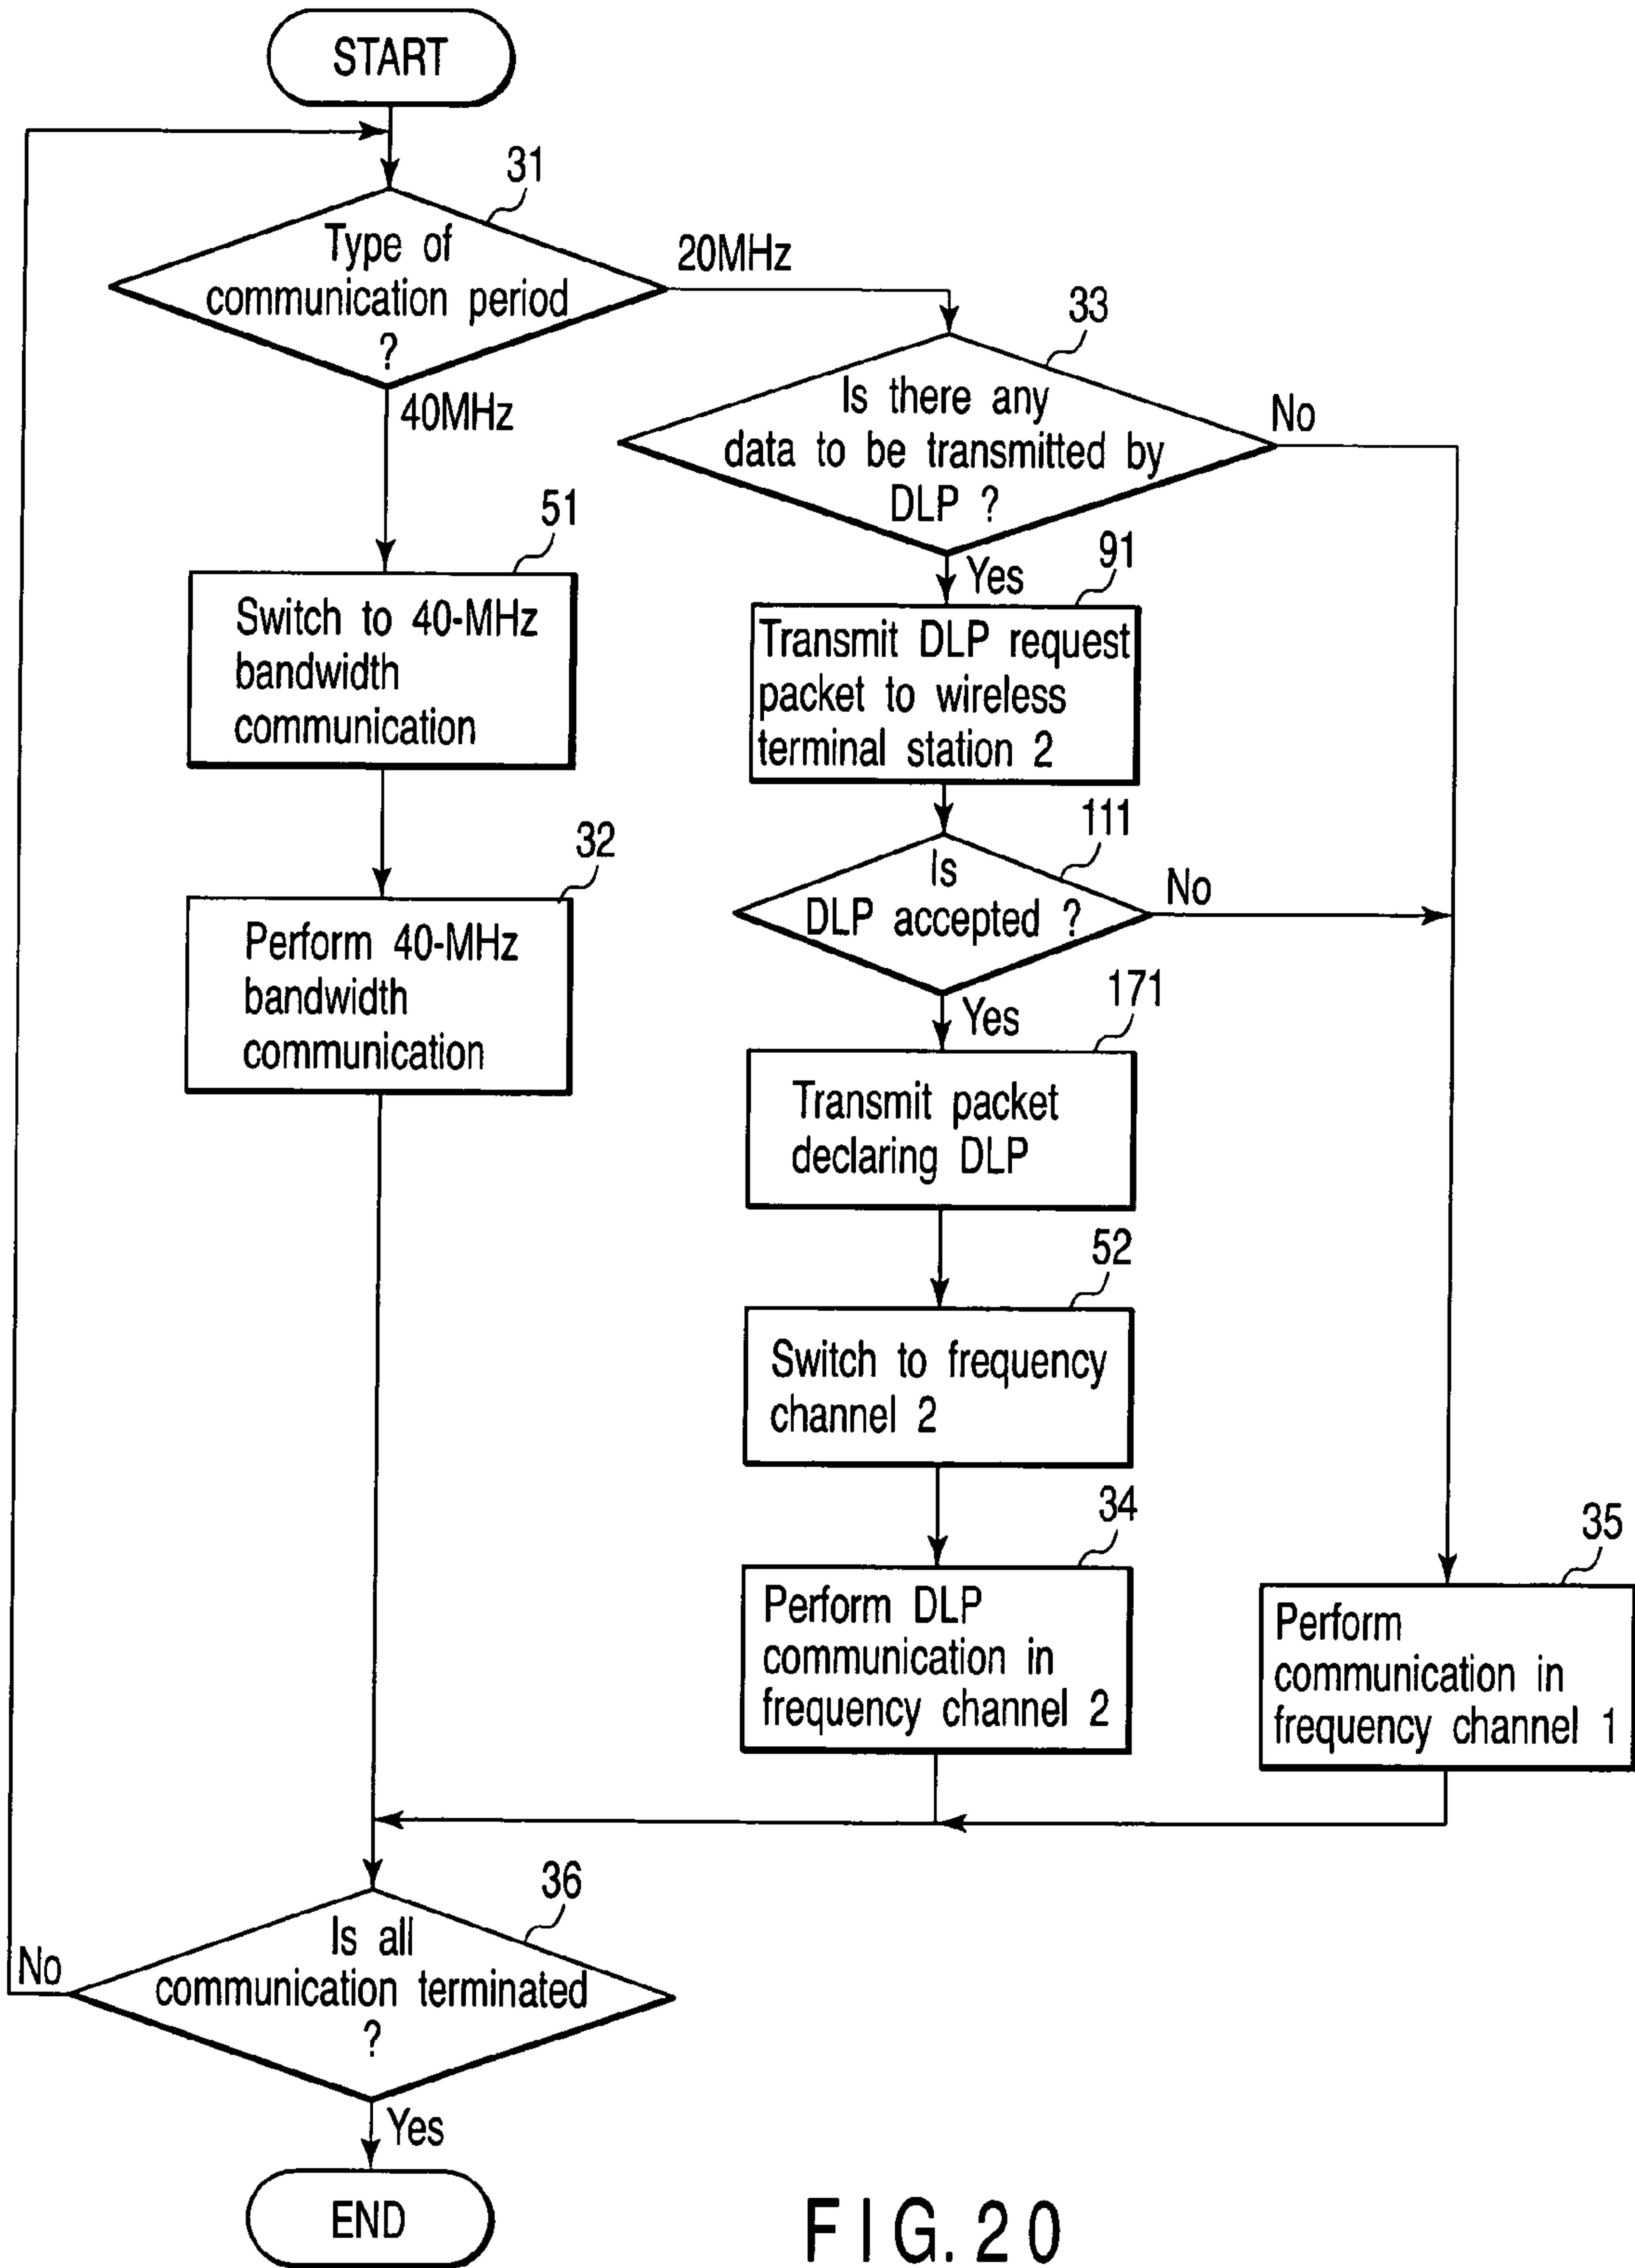 START
31
Type of
communication period
?
20MHz
40MHz
33
Is there any
data to be transmitted by
DLP ?
No
Yes
51
Switch to 40-MHz
bandwidth
communication
91
Transmit DLP request
packet to wireless
terminal station 2
32
Perform 40-MHz
bandwidth
communication
111
Is
DLP accepted ?
No
Yes
171
Transmit packet
declaring DLP
52
Switch to frequency
channel 2
34
Perform DLP
communication in
frequency channel 2
35
Perform
communication in
frequency channel 1
36
Is all
communication terminated
?
No
Yes
END
FIG. 20